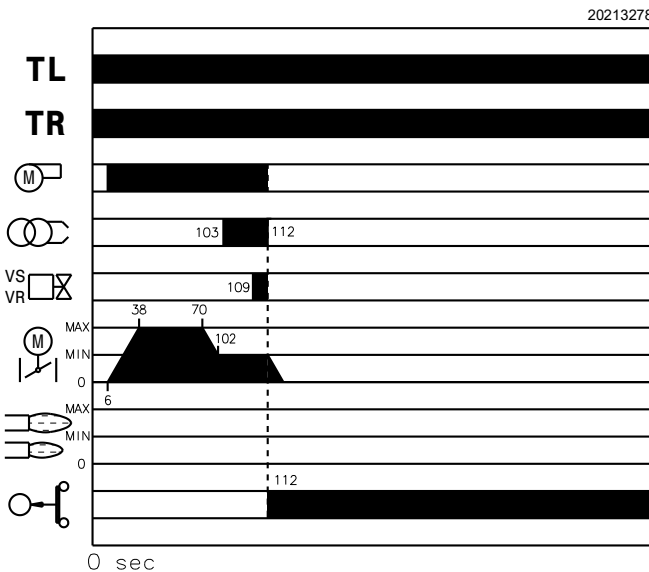 20213278
TL
TR
M
103 112
VS
VR 109
38 70
M MAX
102
MIN
0
6
MAX
MIN
0
112
0 sec